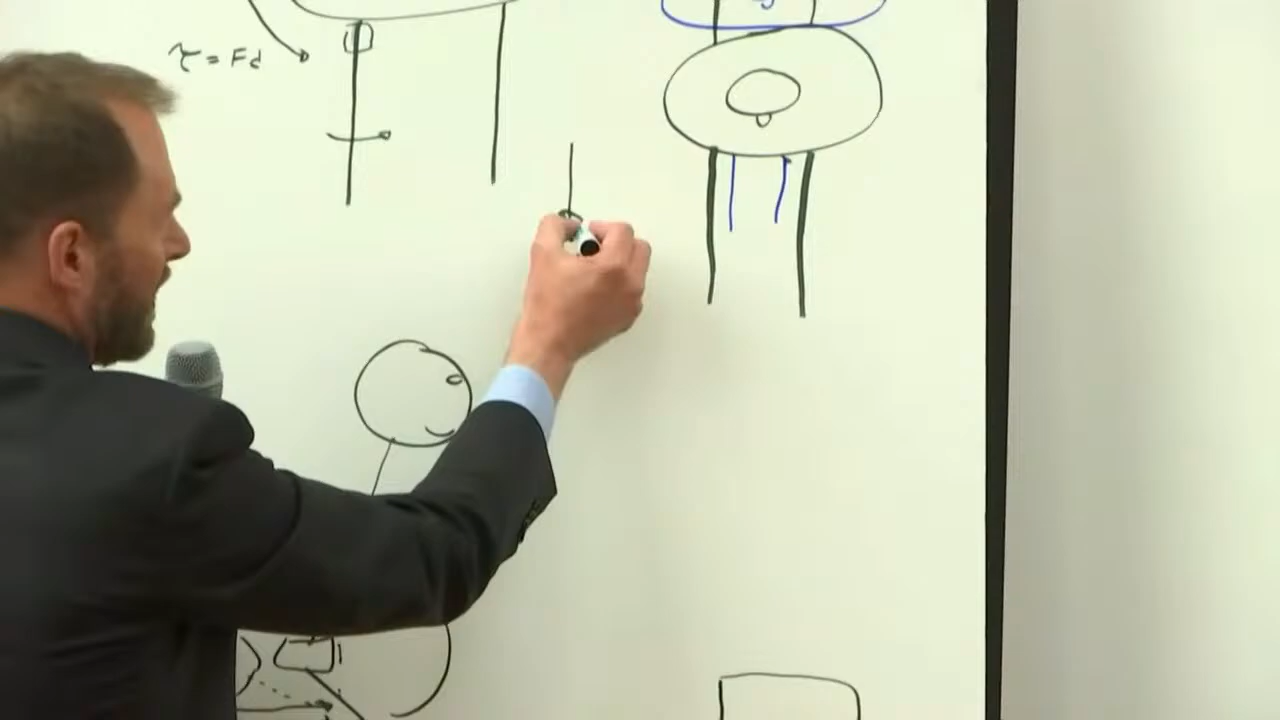 τ = Fd